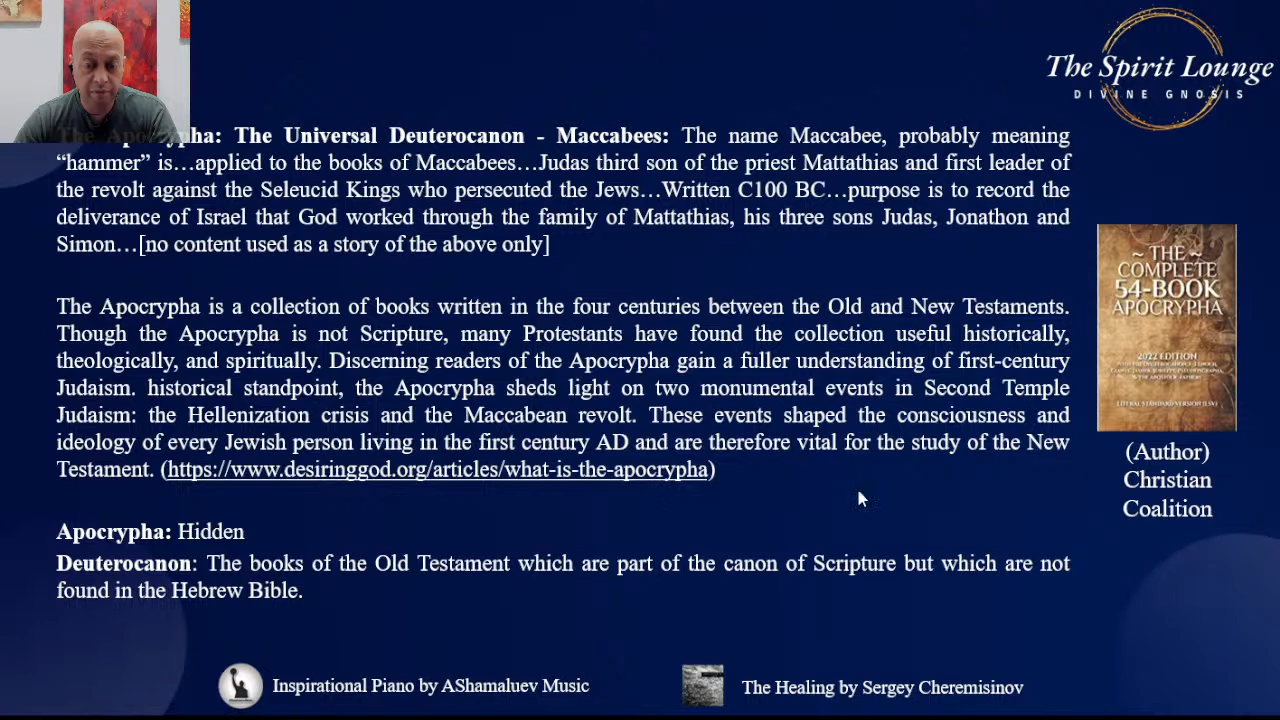 The Spirit Lounge
DIVINE GNOSIS
The Apocrypha: The Universal Deuterocanon - Maccabees: The name Maccabee, probably meaning
“hammer” is…applied to the books of Maccabees…Judas third son of the priest Mattathias and first leader of
the revolt against the Seleucid Kings who persecuted the Jews…Written C100 BC…purpose is to record the
deliverance of Israel that God worked through the family of Mattathias, his three sons Judas, Jonathon and
Simon…[no content used as a story of the above only]
The Apocrypha is a collection of books written in the four centuries between the Old and New Testaments.
Though the Apocrypha is not Scripture, many Protestants have found the collection useful historically,
theologically, and spiritually. Discerning readers of the Apocrypha gain a fuller understanding of first-century
Judaism. historical standpoint, the Apocrypha sheds light on two monumental events in Second Temple
Judaism: the Hellenization crisis and the Maccabean revolt. These events shaped the consciousness and
ideology of every Jewish person living in the first century AD and are therefore vital for the study of the New
Testament. (https://www.desiringgod.org/articles/what-is-the-apocrypha)
Apocrypha: Hidden
Deuterocanon: The books of the Old Testament which are part of the canon of Scripture but which are not
found in the Hebrew Bible.
~ THE ~
COMPLETE
54-BOOK
APOCRYPHA
2022 EDITION
LITERAL STANDARD VERSION (LSV)
(Author)
Christian
Coalition
Inspirational Piano by AShamaluev Music
The Healing by Sergey Cheremisinov